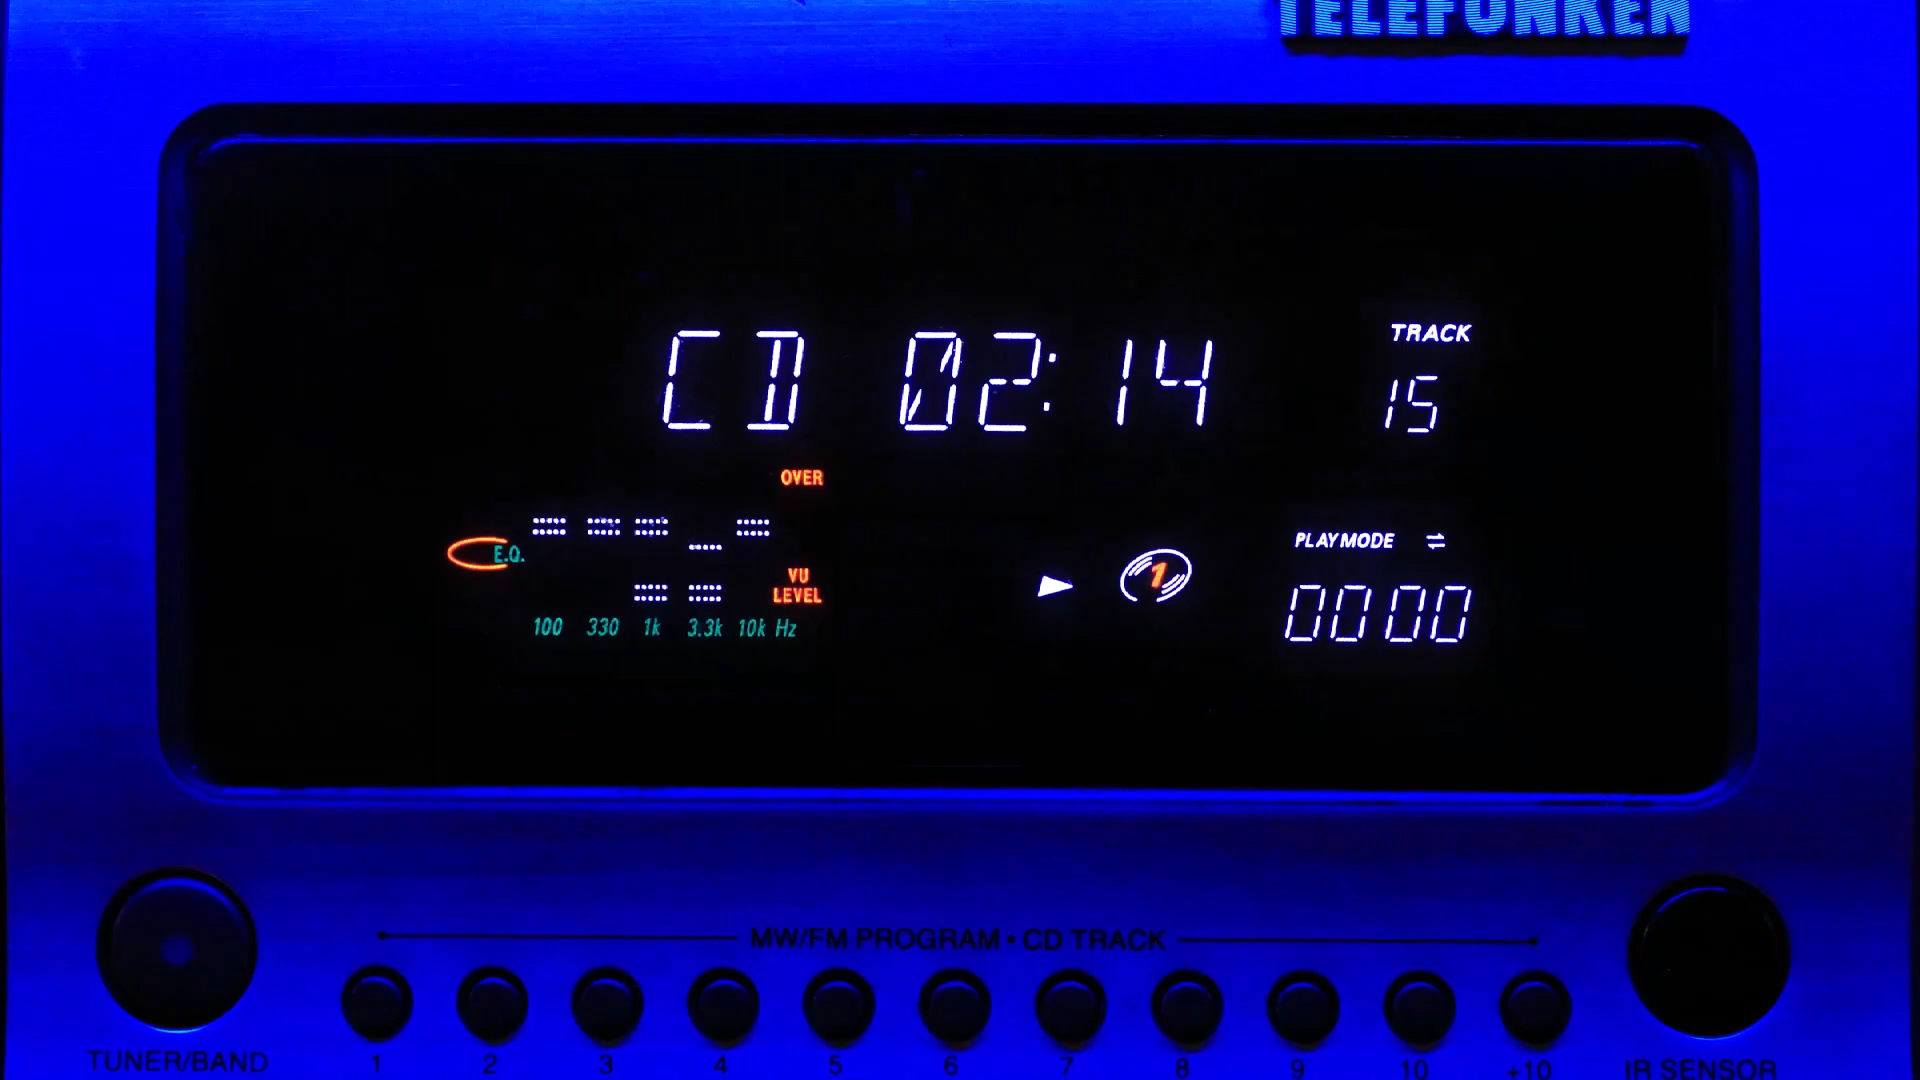 TELEFUNKEN
CD 02:14
TRACK
15
OVER
E.Q.
VU
LEVEL
100 330 1k 3.3k 10k Hz
1
PLAYMODE
0000
MW/FM PROGRAM • CD TRACK
TUNER/BAND
1 2 3 4 5 6 7 8 9 10 +10
IR SENSOR